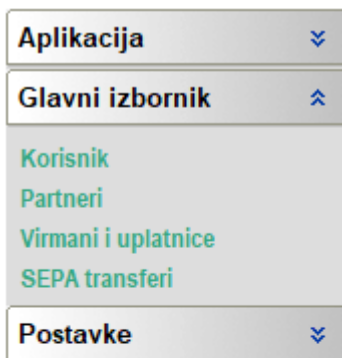 Aplikacija
Glavni izbornik
Korisnik
Partneri
Virmani i uplatnice
SEPA transferi
Postavke